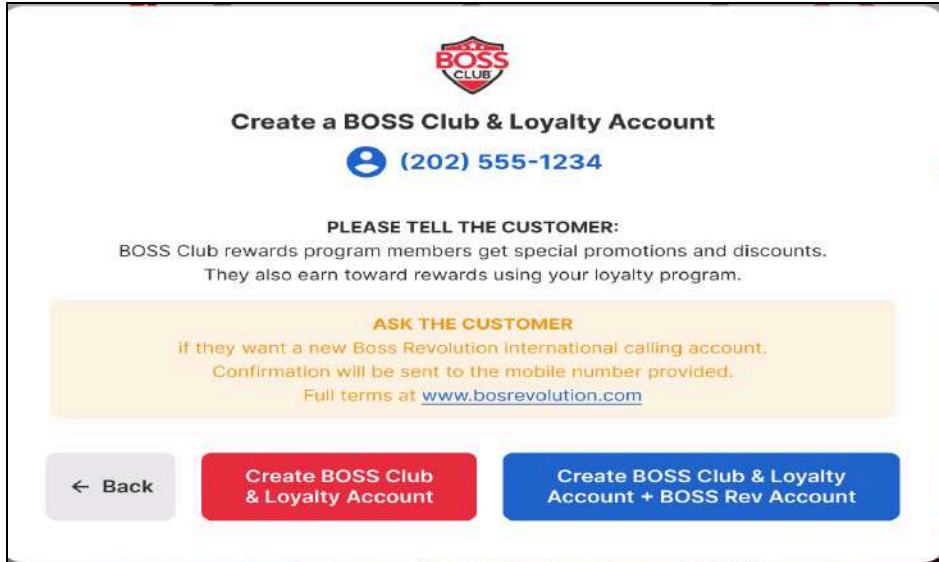 BOSS
CLUB
Create a BOSS Club & Loyalty Account
(202) 555-1234
PLEASE TELL THE CUSTOMER:
BOSS Club rewards program members get special promotions and discounts.
They also earn toward rewards using your loyalty program.
ASK THE CUSTOMER
if they want a new Boss Revolution international calling account.
Confirmation will be sent to the mobile number provided.
Full terms at www.bosrevolution.com
← Back
Create BOSS Club
& Loyalty Account
Create BOSS Club & Loyalty
Account + BOSS Rev Account